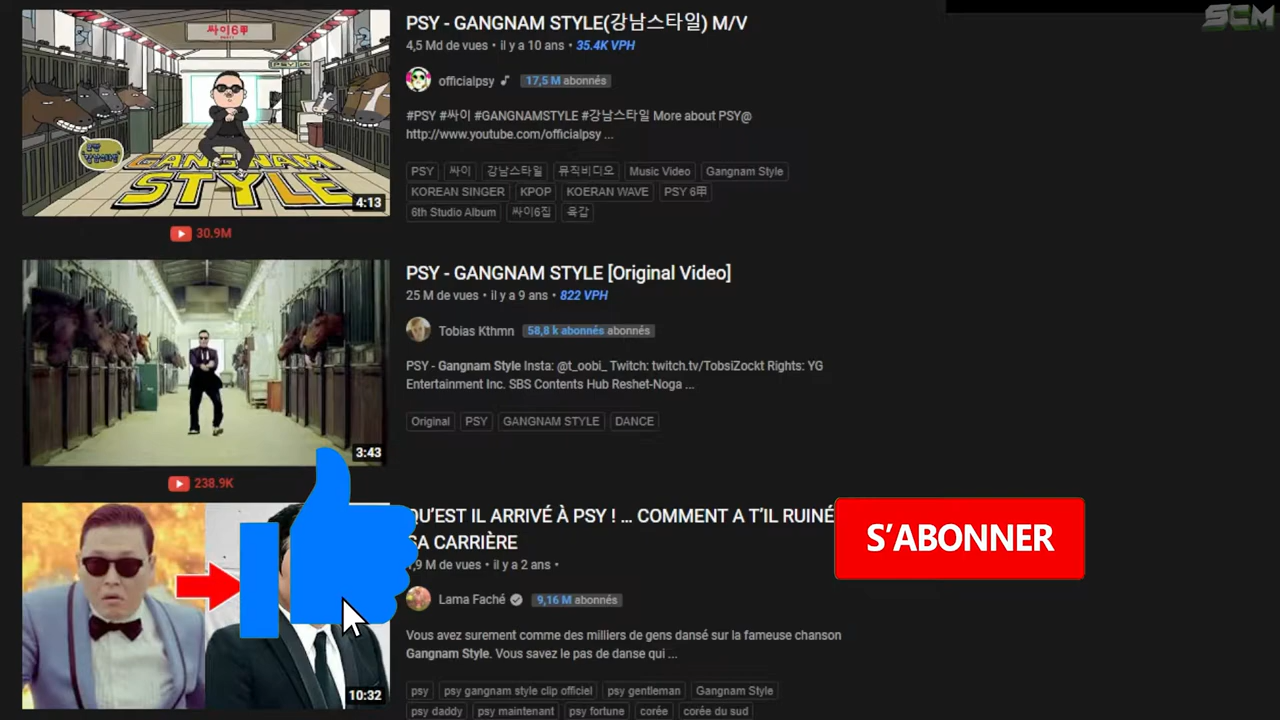 SCM
싸이6甲
GANGNAM
STYLE
4:13
30.9M
PSY - GANGNAM STYLE(강남스타일) M/V
4,5 Md de vues • il y a 10 ans • 35.4K VPH
officialpsy
17,5 M abonnés
#PSY #싸이 #GANGNAMSTYLE #강남스타일 More about PSY@
http://www.youtube.com/officialpsy ...
PSY 싸이 강남스타일 뮤직비디오 Music Video Gangnam Style
KOREAN SINGER KPOP KOERAN WAVE PSY 6甲
6th Studio Album 싸이6집 육갑
3:43
238.9K
PSY - GANGNAM STYLE [Original Video]
25 M de vues • il y a 9 ans • 822 VPH
Tobias Kthmn
58,8 k abonnés abonnés
PSY - Gangnam Style Insta: @t_oobi_ Twitch: twitch.tv/TobsiZockt Rights: YG
Entertainment Inc. SBS Contents Hub Reshet-Noga ...
Original PSY GANGNAM STYLE DANCE
10:32
QU'EST IL ARRIVÉ À PSY ! ... COMMENT A T'IL RUINÉ
SA CARRIÈRE
,9 M de vues • il y a 2 ans •
Lama Faché
9,16 M abonnés
Vous avez surement comme des milliers de gens dansé sur la fameuse chanson
Gangnam Style. Vous savez le pas de danse qui ...
psy psy gangnam style clip officiel psy gentleman Gangnam Style
psy daddy psy maintenant psy fortune corée corée du sud
S'ABONNER